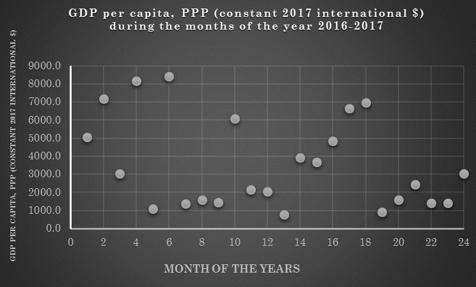 GDP per capita, PPP (constant 2017 international $)
during the months of the year 2016-2017
GDP PER CAPITA, PPP (CONSTANT 2017 INTERNATIONAL $)
9000.0
8000.0
7000.0
6000.0
5000.0
4000.0
3000.0
2000.0
1000.0
0.0
0 2 4 6 8 10 12 14 16 18 20 22 24
MONTH OF THE YEARS